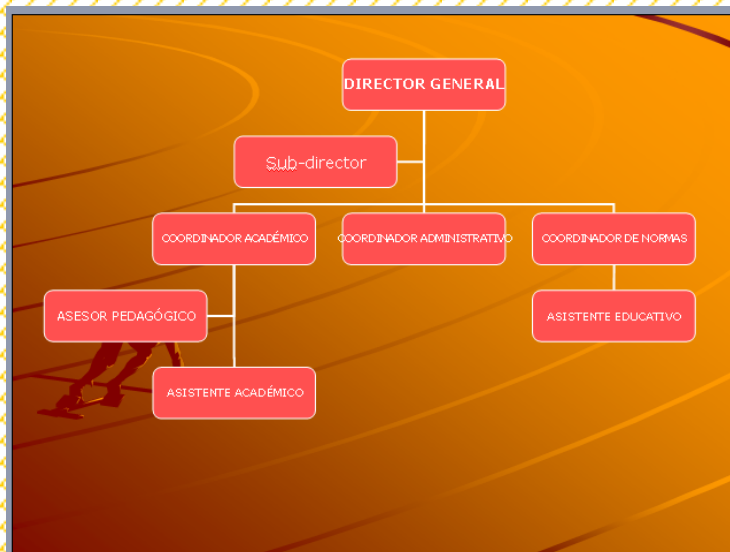 DIRECTOR GENERAL
Sub-director
COORDINADOR ACADÉMICO
COORDINADOR ADMINISTRATIVO
COORDINADOR DE NORMAS
ASESOR PEDAGÓGICO
ASISTENTE EDUCATIVO
ASISTENTE ACADÉMICO